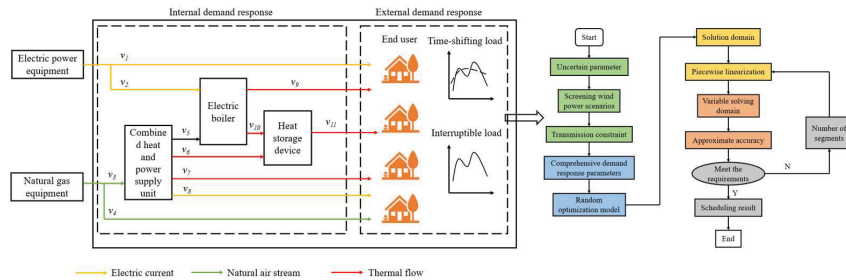 Internal demand response
External demand response
Electric power
equipment
Natural gas
equipment
v1
v2
Electric
boiler
v9
Combined
heat and
power
supply
unit
v5
v10
v6
Heat
storage
device
v11
v3
v7
v8
v4
End user
Time-shifting load
Interruptible load
Electric current
Natural air stream
Thermal flow
Start
Uncertain parameter
Screening wind
power scenarios
Transmission constraint
Comprehensive demand
response parameters
Random
optimization model
Solution domain
Piecewise linearization
Variable solving
domain
Approximate accuracy
Meet the
requirements
N
Y
Number of
segments
Scheduling result
End